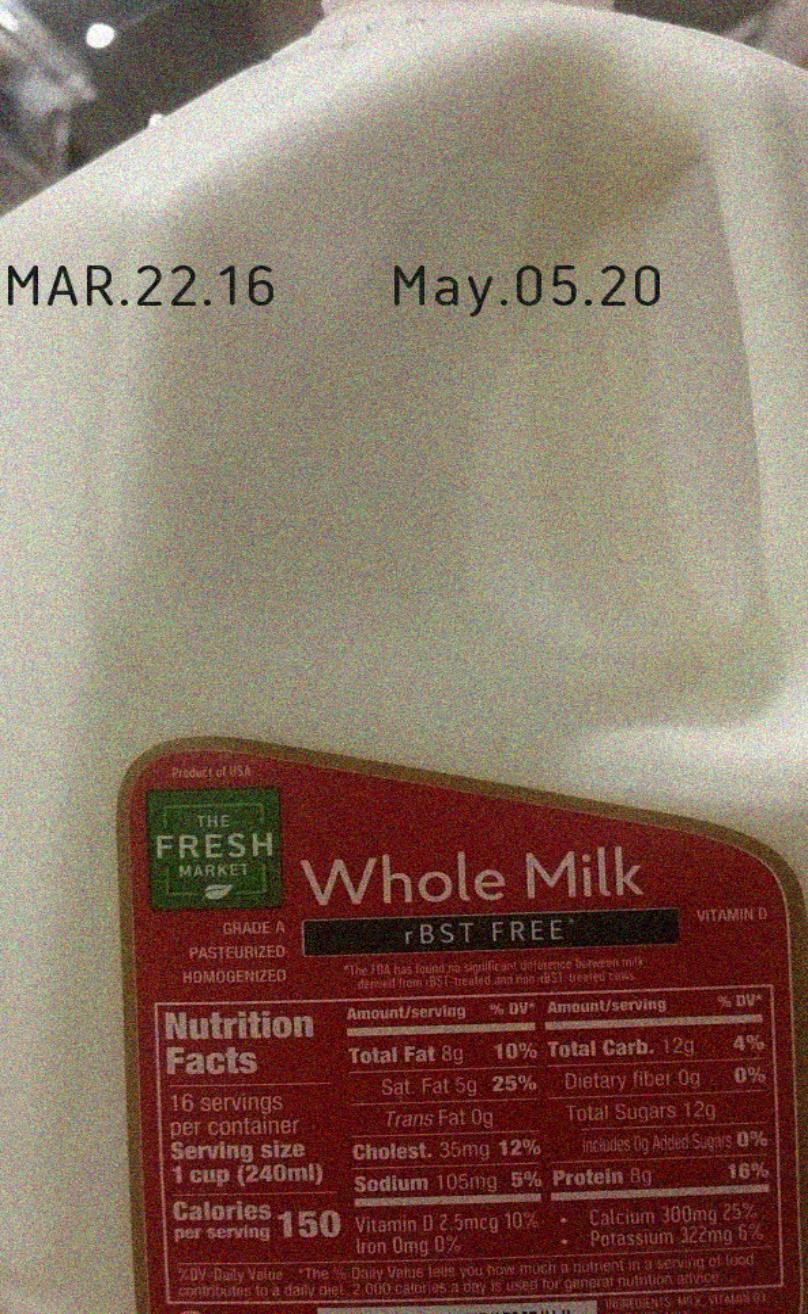 MAR.22.16 May.05.20
Product of USA
THE
FRESH
MARKET
Whole Milk
VITAMIN D
rBST FREE*
GRADE A
PASTEURIZED
HOMOGENIZED
*The FDA has found no significant difference between milk
derived from rBST-treated and non-rBST-treated cows.
Nutrition
Facts
16 servings
per container
Serving size
1 cup (240ml)
Calories
per serving 150
Amount/serving % DV*
Total Fat 8g 10%
Sat. Fat 5g 25%
Trans Fat 0g
Cholest. 35mg 12%
Sodium 105mg 5%
Amount/serving % DV*
Total Carb. 12g 4%
Dietary fiber 0g 0%
Total Sugars 12g
Includes 0g Added Sugars 0%
Protein 8g 16%
Vitamin D 2.5mcg 10% • Calcium 300mg 25%
Iron 0mg 0% • Potassium 322mg 6%
%DV=Daily Value *The % Daily Value tells you how much a nutrient in a serving of food
contributes to a daily diet. 2,000 calories a day is used for general nutrition advice.
INGREDIENTS: MILK, VITAMIN D3